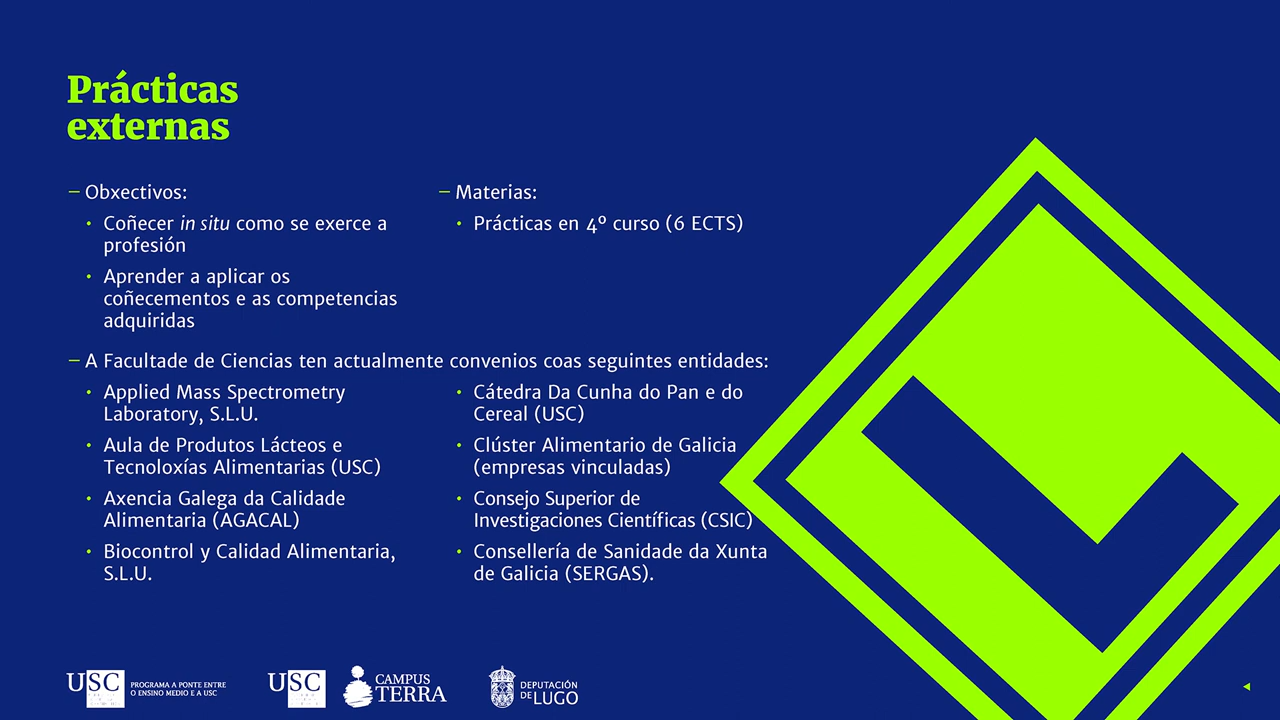 Prácticas
externas
– Obxectivos:
• Coñecer in situ como se exerce a
profesión
• Aprender a aplicar os
coñecementos e as competencias
adquiridas
– Materias:
• Prácticas en 4º curso (6 ECTS)
– A Facultade de Ciencias ten actualmente convenios coas seguintes entidades:
• Applied Mass Spectrometry
Laboratory, S.L.U.
• Aula de Produtos Lácteos e
Tecnoloxías Alimentarias (USC)
• Axencia Galega da Calidade
Alimentaria (AGACAL)
• Biocontrol y Calidad Alimentaria,
S.L.U.
• Cátedra Da Cunha do Pan e do
Cereal (USC)
• Clúster Alimentario de Galicia
(empresas vinculadas)
• Consejo Superior de
Investigaciones Científicas (CSIC)
• Consellería de Sanidade da Xunta
de Galicia (SERGAS).
USC
PROGRAMA A PONTE ENTRE
O ENSINO MEDIO E A USC
USC
CAMPUS
TERRA
DEPUTACIÓN
DE LUGO